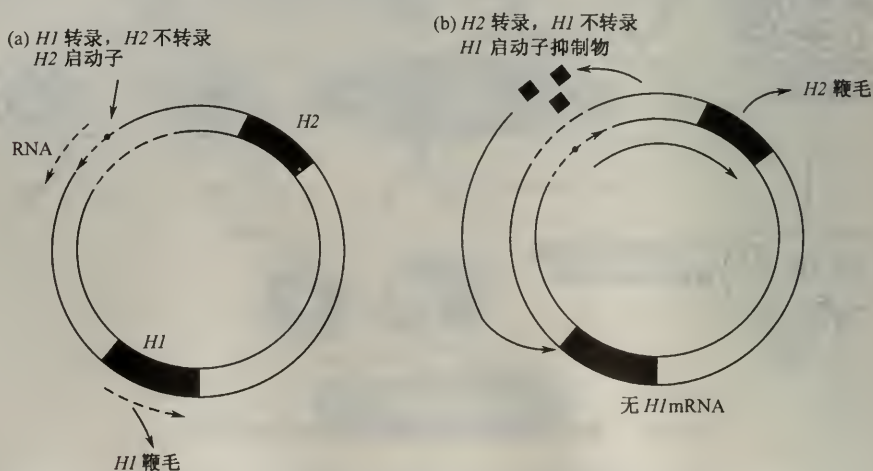 (a) H1 转录，H2 不转录
H2 启动子
RNA
H2
H1
H1 鞭毛
(b) H2 转录，H1 不转录
H1 启动子抑制物
H2 鞭毛
无 H1mRNA